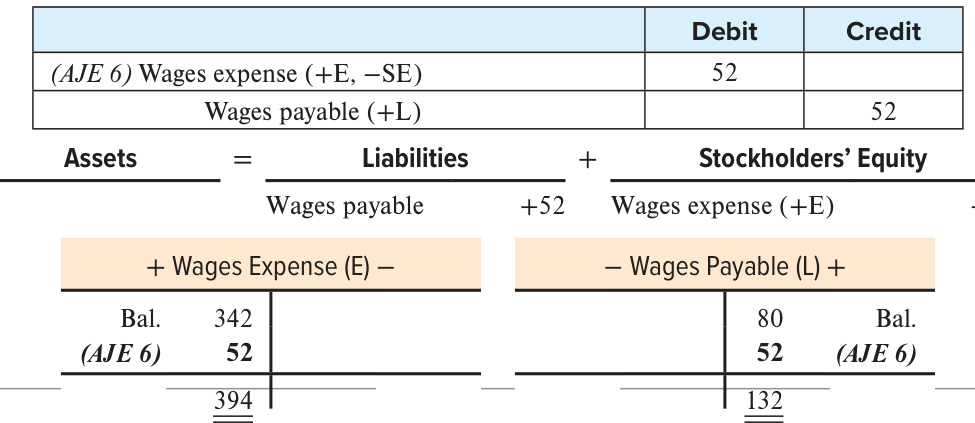 Debit Credit
(AJE 6) Wages expense (+E, −SE) 52
Wages payable (+L) 52
Assets = Liabilities + Stockholders’ Equity
Wages payable +52 Wages expense (+E) -
+ Wages Expense (E) − − Wages Payable (L) +
Bal. 342 80 Bal.
(AJE 6) 52 52 (AJE 6)
394 132